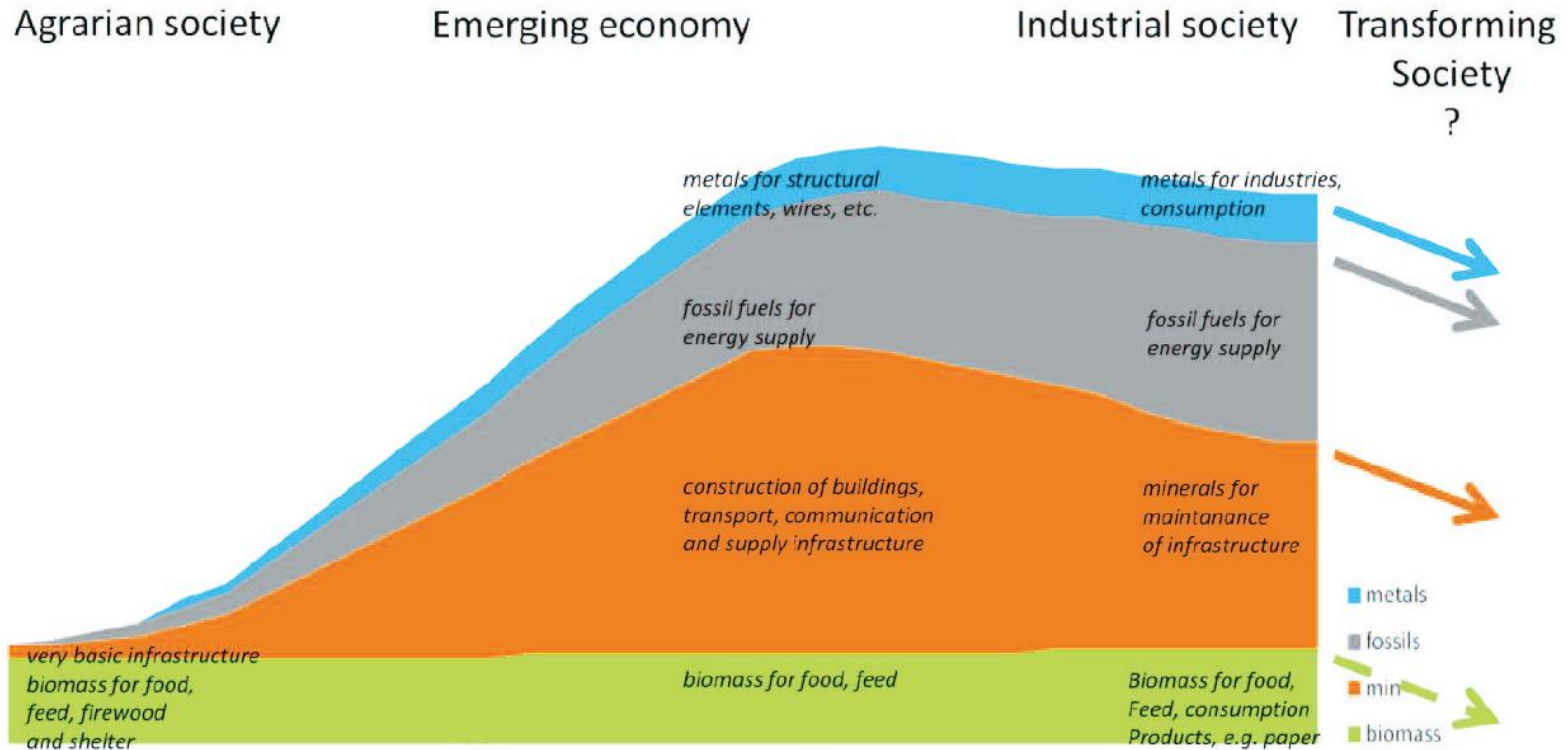 Agrarian society
Emerging economy
Industrial society
Transforming
Society
?
metals for structural
elements, wires, etc.
metals for industries,
consumption
fossil fuels for
energy supply
fossil fuels for
energy supply
construction of buildings,
transport, communication
and supply infrastructure
minerals for
maintanance
of infrastructure
very basic infrastructure
biomass for food,
feed, firewood
and shelter
biomass for food, feed
Biomass for food,
Feed, consumption
Products, e.g. paper
metals
fossils
min
biomass